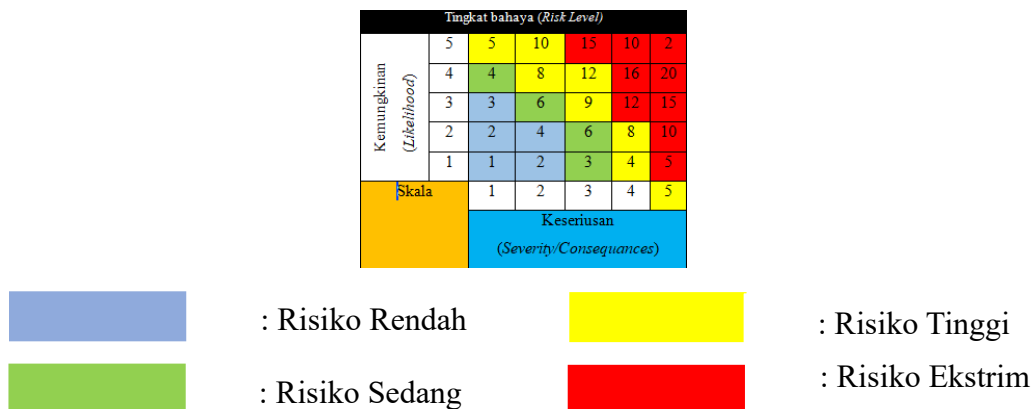 Tingkat bahaya (Risk Level)
Kemungkinan
(Likelihood)
5 5 10 15 10 2
4 4 8 12 16 20
3 3 6 9 12 15
2 2 4 6 8 10
1 1 2 3 4 5
Skala 1 2 3 4 5
Keseriusan
(Severity/Consequances)
: Risiko Rendah
: Risiko Tinggi
: Risiko Sedang
: Risiko Ekstrim